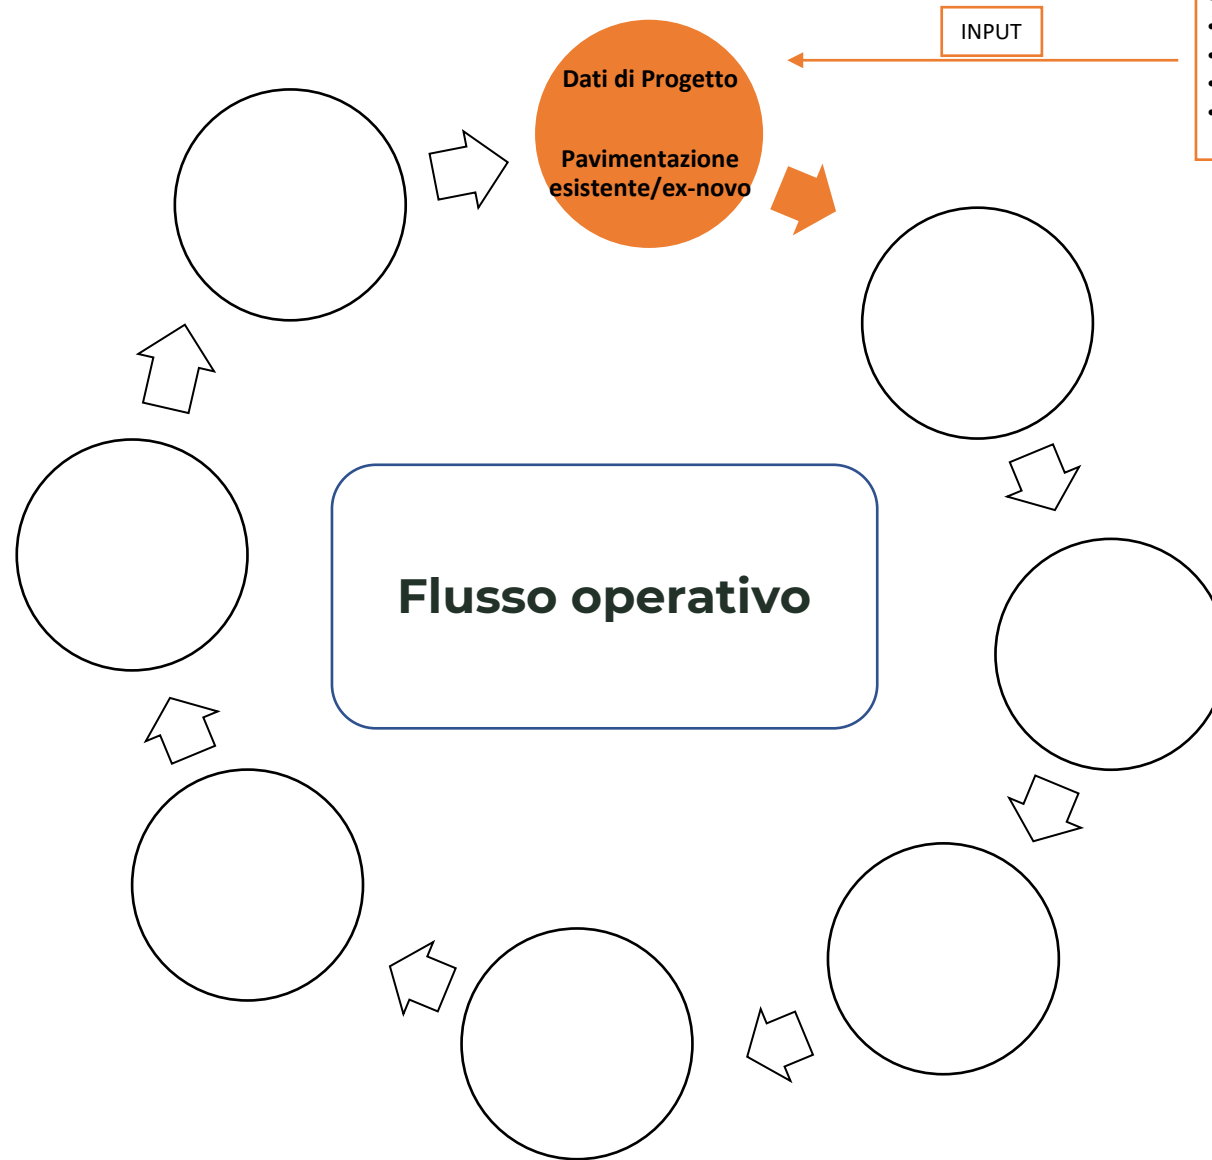 INPUT
Dati di Progetto
Pavimentazione
esistente/ex-novo
Flusso operativo